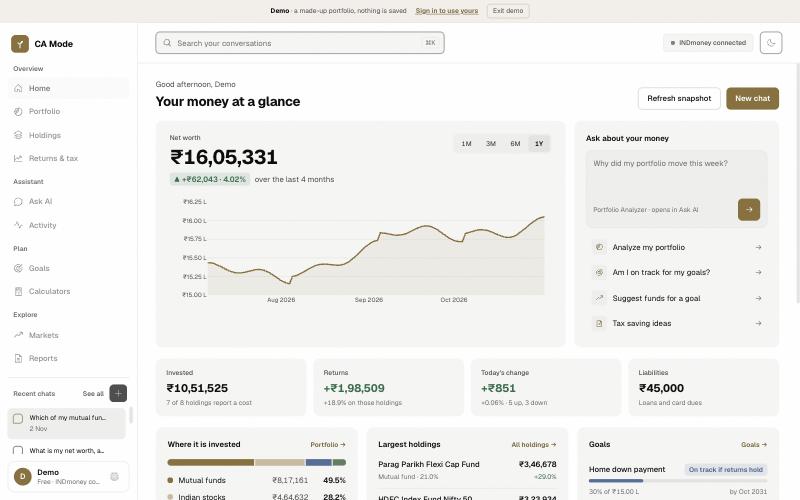 Demo · a made-up portfolio, nothing is saved Sign in to use yours Exit demo
CA Mode
Search your conversations ⌘K
INDmoney connected
Overview
Home
Portfolio
Holdings
Returns & tax
Assistant
Ask AI
Activity
Plan
Goals
Calculators
Explore
Markets
Reports
Recent chats See all +
Which of my mutual fun...
2 Nov
What is my net worth, a...
D Demo
Free · INDmoney co...
Good afternoon, Demo
Your money at a glance
Refresh snapshot New chat
Net worth
₹16,05,331
1M 3M 6M 1Y
▲ +₹62,043 · 4.02% over the last 4 months
₹16.25 L
₹16.00 L
₹15.75 L
₹15.50 L
₹15.25 L
₹15.00 L
Aug 2026 Sep 2026 Oct 2026
Ask about your money
Why did my portfolio move this week?
Portfolio Analyzer · opens in Ask AI →
Analyze my portfolio →
Am I on track for my goals? →
Suggest funds for a goal →
Tax saving ideas →
Invested
₹10,51,525
7 of 8 holdings report a cost
Returns
+₹1,98,509
+18.9% on those holdings
Today's change
+₹851
+0.06% · 5 up, 3 down
Liabilities
₹45,000
Loans and card dues
Where it is invested Portfolio →
Mutual funds ₹8,17,161 49.5%
Indian stocks ₹4,64,632 28.2%
Largest holdings All holdings →
Parag Parikh Flexi Cap Fund ₹3,46,678
Mutual fund · 21.0% +29.0%
HDFC Index Fund Nifty 50 ₹3,23,934
Goals Goals →
Home down payment On track if returns hold
30% of ₹15.00 L by Oct 2031